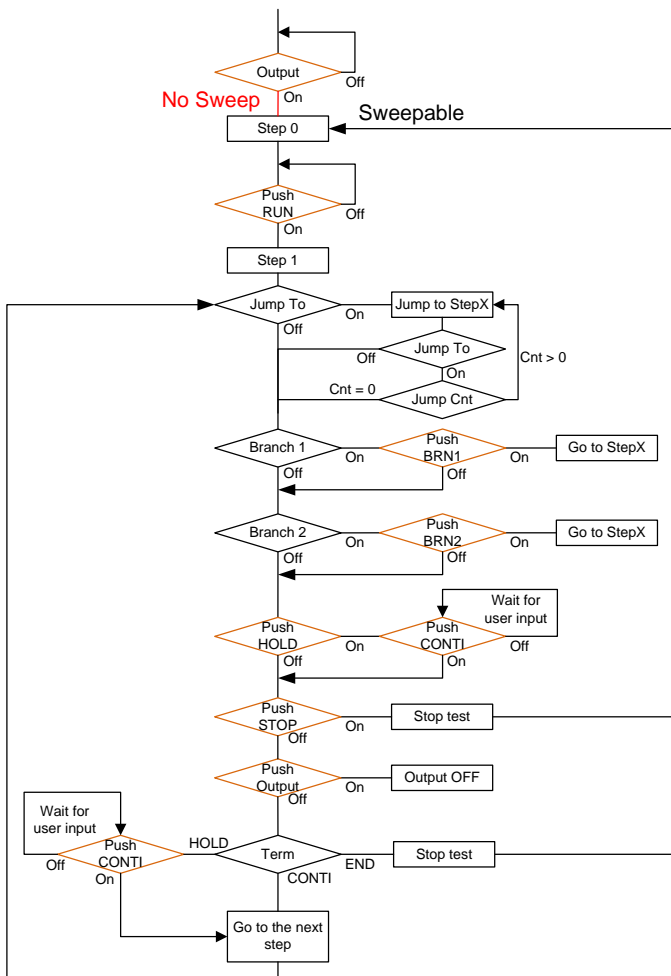 Output
Off
On
No Sweep
Sweepable
Step 0
Push
RUN
Off
On
Step 1
Jump To
On
Jump to StepX
Off
Off
Jump To
On
Cnt > 0
Cnt = 0
Jump Cnt
Branch 1
On
Push
BRN1
On
Go to StepX
Off
Off
Branch 2
On
Push
BRN2
On
Go to StepX
Off
Off
Wait for
user input
Push
HOLD
On
Push
CONTI
Off
Off
On
Push
STOP
On
Stop test
Off
Push
Output
On
Output OFF
Off
Wait for
user input
Push
CONTI
HOLD
Term
END
Stop test
Off
On
CONTI
Go to the next
step